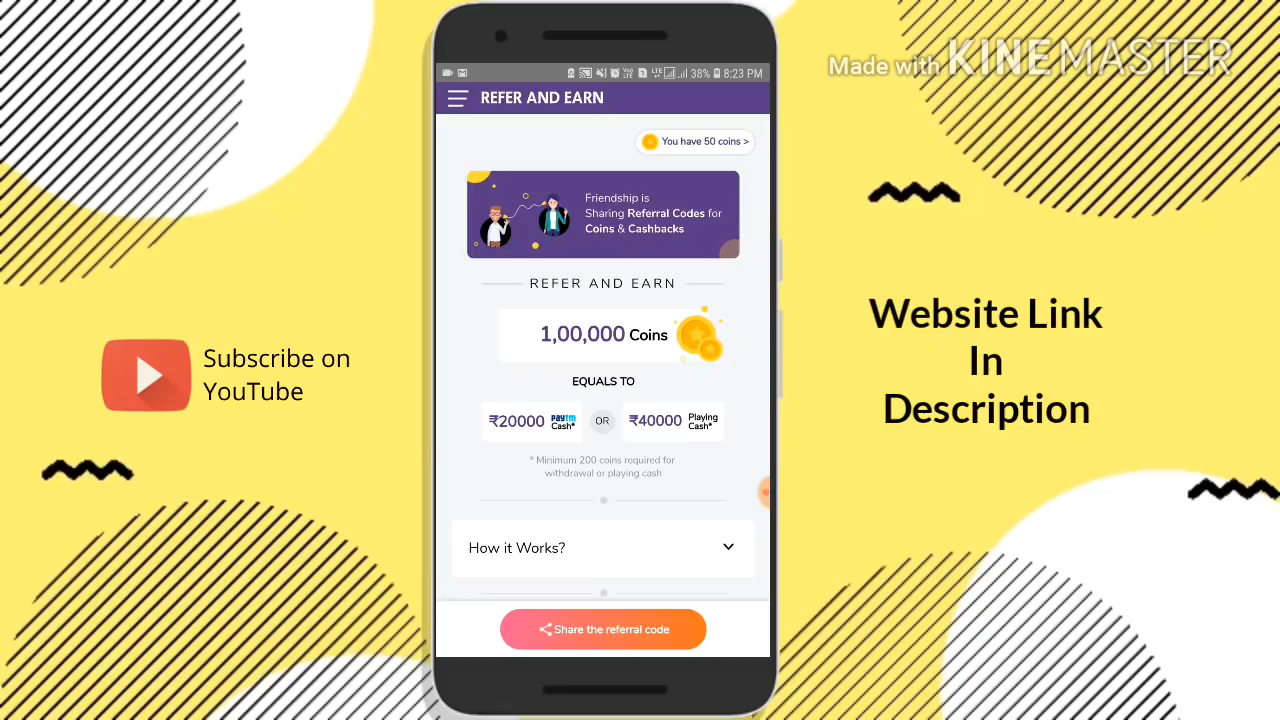 Made with KINEMASTER
VoLTE LTE 38% 8:23 PM
REFER AND EARN
You have 50 coins >
Friendship is
Sharing Referral Codes for
Coins & Cashbacks
REFER AND EARN
1,00,000 Coins
EQUALS TO
₹20000 Paytm Cash*
OR
₹40000 Playing Cash*
* Minimum 200 coins required for
withdrawal or playing cash
How it Works?
Share the referral code
Subscribe on
YouTube
Website Link
In
Description